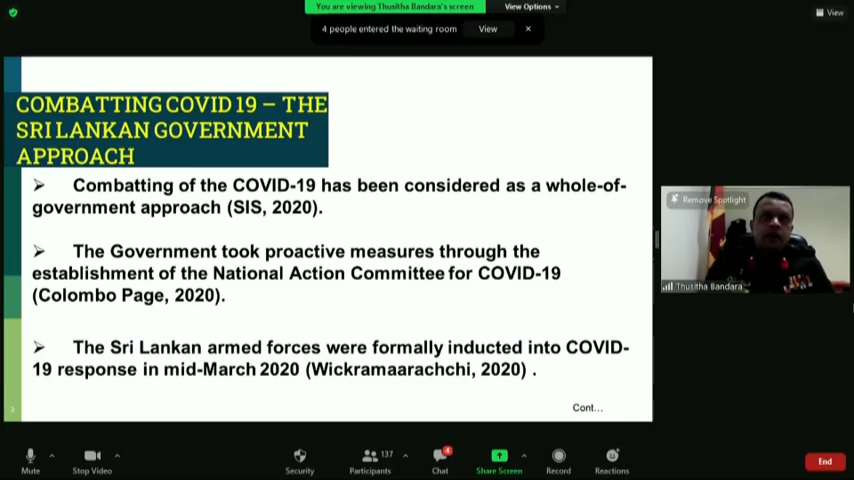 You are viewing Thusitha Bandara's screen
View Options
View
4 people entered the waiting room
View
COMBATTING COVID 19 – THE
SRI LANKAN GOVERNMENT
APPROACH
➢ Combatting of the COVID-19 has been considered as a whole-of-
government approach (SIS, 2020).
➢ The Government took proactive measures through the
establishment of the National Action Committee for COVID-19
(Colombo Page, 2020).
➢ The Sri Lankan armed forces were formally inducted into COVID-
19 response in mid-March 2020 (Wickramaarachchi, 2020) .
Cont...
3
Remove Spotlight
Thusitha Bandara
137
4
Mute
Stop Video
Security
Participants
Chat
Share Screen
Record
Reactions
End